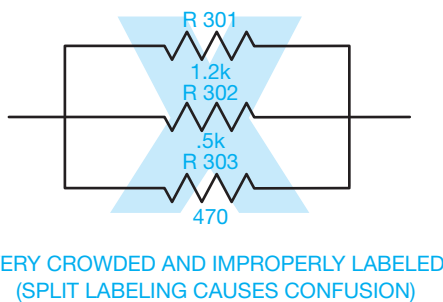 R 301
1.2k
R 302
.5k
R 303
470
ERY CROWDED AND IMPROPERLY LABELED
(SPLIT LABELING CAUSES CONFUSION)